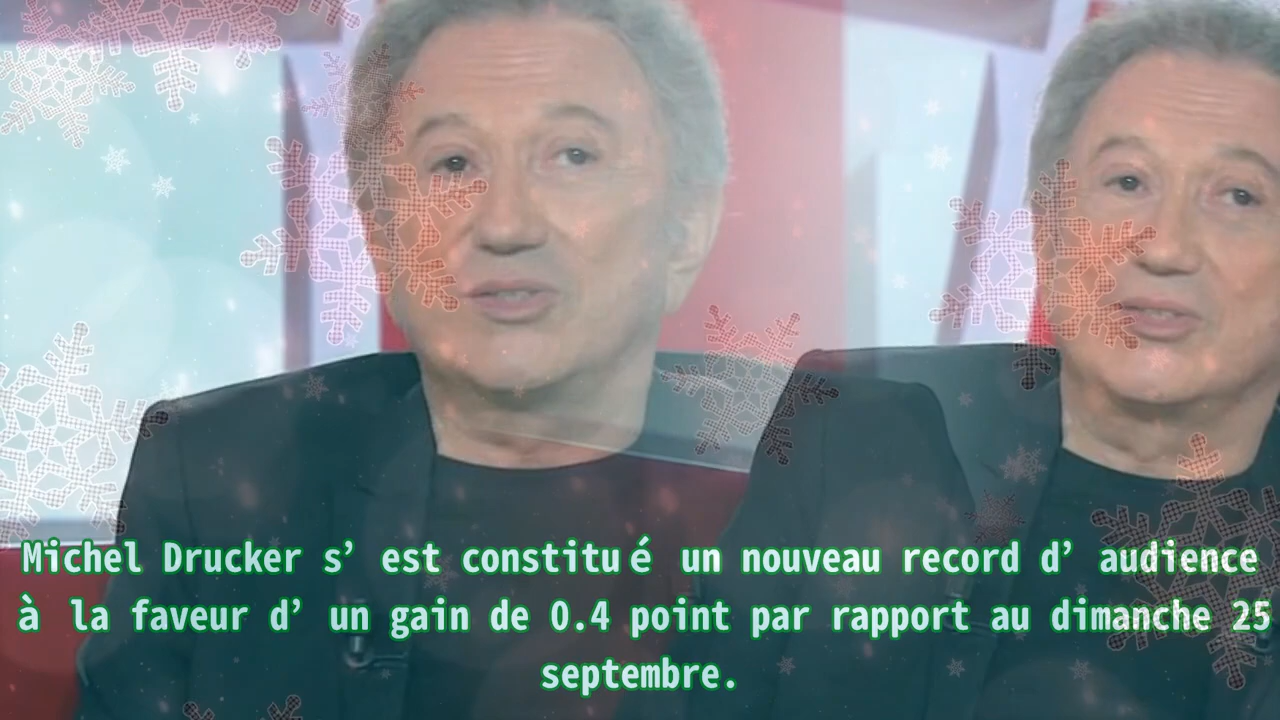 Michel Drucker s’ est constitué un nouveau record d’ audience
à la faveur d’ un gain de 0.4 point par rapport au dimanche 25
septembre.